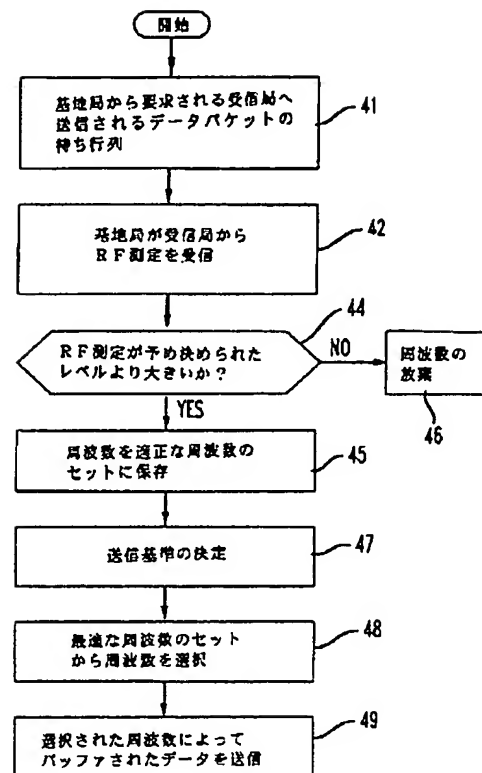 開始
基地局から要求される受信局へ
送信されるデータパケットの
待ち行列
41
基地局が受信局から
RF測定を受信
42
44
RF測定が予め決められた
レベルより大きいか?
NO
周波数の
放棄
46
YES
周波数を適正な周波数の
セットに保存
45
送信基準の決定
47
最適な周波数のセット
から周波数を選択
48
選択された周波数によって
バッファされたデータを送信
49